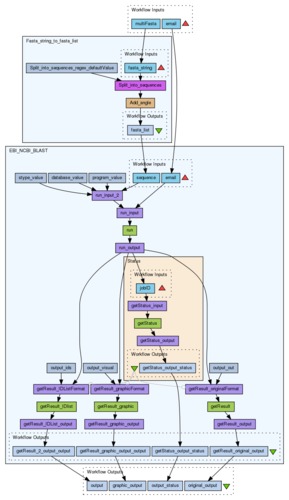 Workflow Inputs
multiFasta
email
Fasta_string_to_fasta_list
Workflow Inputs
Split_into_sequences_regex_defaultValue
fasta_string
Split_into_sequences
Add_angle
Workflow Outputs
fasta_list
EBI_NCBI_BLAST
Workflow Inputs
stype_value
database_value
program_value
sequence
email
run_input_2
run_input
run
run_output
Status
Workflow Inputs
jobID
getStatus_input
getStatus
getStatus_output
Workflow Outputs
getStatus_output_status
output_ids
output_visual
output_out
getResult_IDListFormat
getResult_graphicFormat
getResult_originalFormat
getResult_IDlist
getResult_graphic
getResult
getResult_IDList_output
getResult_graphic_output
getResult_output
Workflow Outputs
getResult_2_output_output
getResult_graphic_output_output
getStatus_output_status
getResult_original_output
Workflow Outputs
output
graphic_output
status_output
original_output